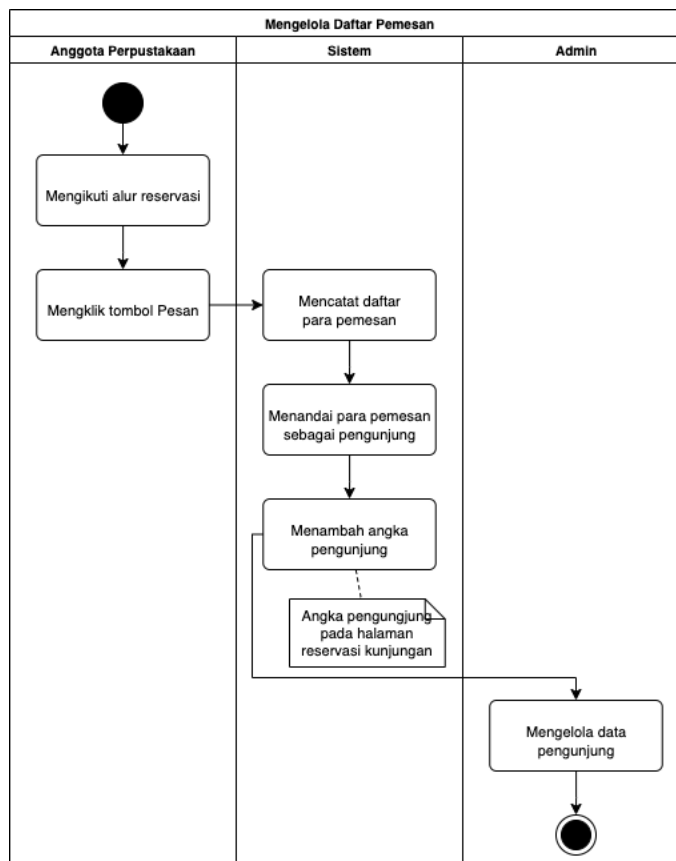 Mengelola Daftar Pemesan
Anggota Perpustakaan
Sistem
Admin
Mengikuti alur reservasi
Mengklik tombol Pesan
Mencatat daftar
para pemesan
Menandai para pemesan
sebagai pengunjung
Menambah angka
pengunjung
Angka pengungjung
pada halaman
reservasi kunjungan
Mengelola data
pengunjung